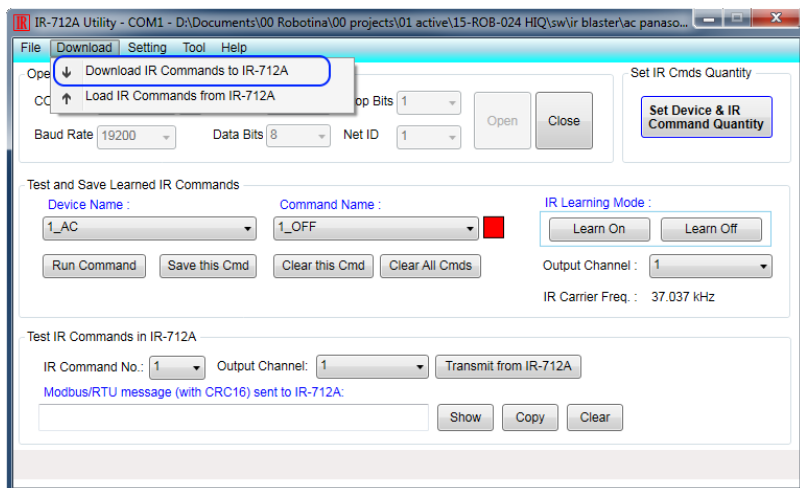 IR IR-712A Utility - COM1 - D:\Documents\00 Robotina\00 projects\01 active\15-ROB-024 HIQ\sw\ir blaster\ac panaso...
File Download Setting Tool Help
Download IR Commands to IR-712A
Load IR Commands from IR-712A
Ope
Set IR Cmds Quantity
CO
op Bits 1
Open
Close
Set Device & IR
Command Quantity
Baud Rate 19200 Data Bits 8 Net ID 1
Test and Save Learned IR Commands
Device Name : Command Name : IR Learning Mode :
1_AC 1_OFF Learn On Learn Off
Run Command Save this Cmd Clear this Cmd Clear All Cmds Output Channel : 1
IR Carrier Freq. : 37.037 kHz
Test IR Commands in IR-712A
IR Command No.: 1 Output Channel: 1 Transmit from IR-712A
Modbus/RTU message (with CRC16) sent to IR-712A:
Show Copy Clear